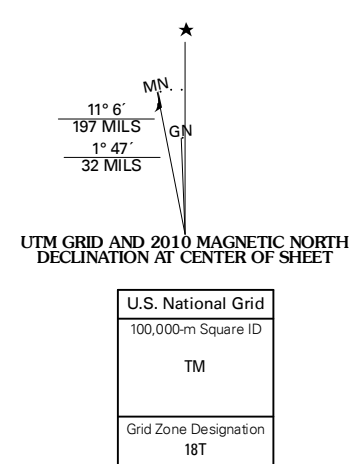 MN
11° 6´
197 MILS
GN
1° 47´
32 MILS
UTM GRID AND 2010 MAGNETIC NORTH
DECLINATION AT CENTER OF SHEET
U.S. National Grid
100,000-m Square ID
TM
Grid Zone Designation
18T